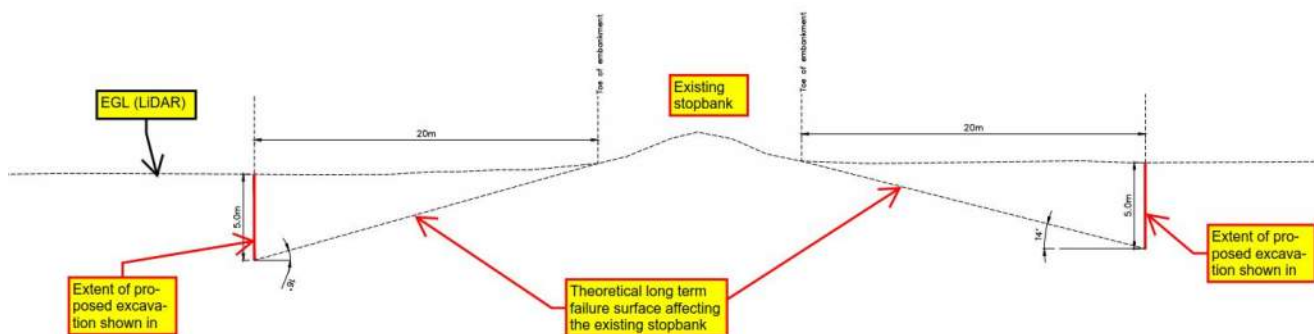 Toe of embankment
Toe of embankment
Existing
stopbank
EGL (LiDAR)
20m
20m
5.0m
5.0m
16°
14°
Extent of pro-
posed excava-
tion shown in
Theoretical long term
failure surface affecting
the existing stopbank
Extent of pro-
posed excava-
tion shown in